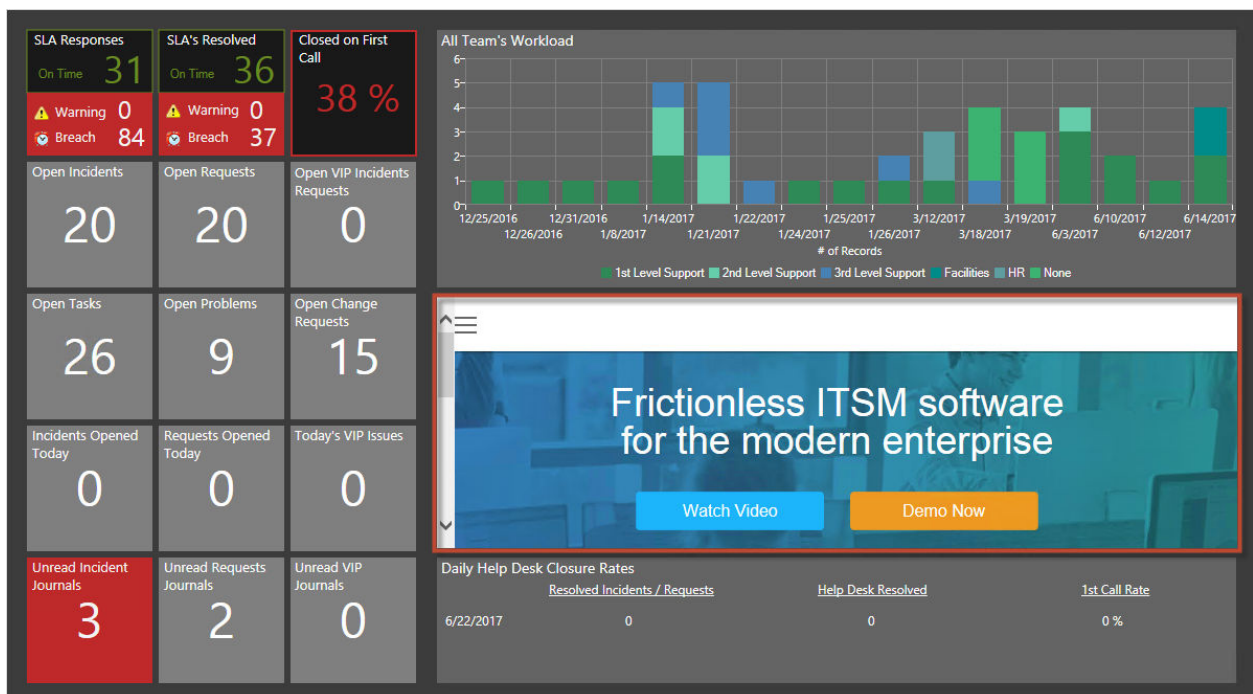 SLA Responses
On Time 31
Warning 0
Breach 84
SLA's Resolved
On Time 36
Warning 0
Breach 37
Closed on First
Call
38 %
Open Incidents
20
Open Requests
20
Open VIP Incidents
Requests
0
Open Tasks
26
Open Problems
9
Open Change
Requests
15
Incidents Opened
Today
0
Requests Opened
Today
0
Today's VIP Issues
0
Unread Incident
Journals
3
Unread Requests
Journals
2
Unread VIP
Journals
0
All Team's Workload
6
5
4
3
2
1
0
12/25/2016 12/31/2016 1/14/2017 1/22/2017 1/25/2017 3/12/2017 3/19/2017 6/10/2017 6/14/2017
12/26/2016 1/8/2017 1/21/2017 1/24/2017 1/26/2017 3/18/2017 6/3/2017 6/12/2017
# of Records
1st Level Support 2nd Level Support 3rd Level Support Facilities HR None
Frictionless ITSM software
for the modern enterprise
Watch Video Demo Now
Daily Help Desk Closure Rates
Resolved Incidents / Requests Help Desk Resolved 1st Call Rate
6/22/2017 0 0 0 %